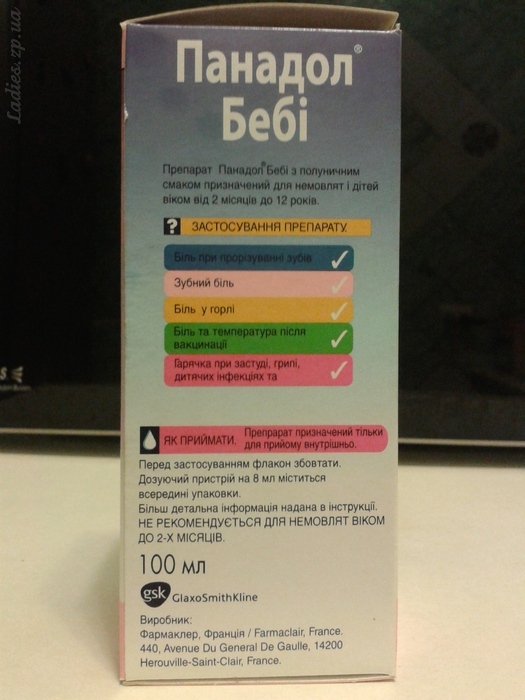 Ladies.zp.ua
Панадол®
Бебі
Препарат Панадол®Бебі з полуничним
смаком призначений для немовлят і дітей
віком від 2 місяців до 12 років.
? ЗАСТОСУВАННЯ ПРЕПАРАТУ.
Біль при прорізуванні зубів
Зубний біль
Біль у горлі
Біль та температура після
вакцинації
Гарячка при застуді, грипі,
дитячих інфекціях та
ЯК ПРИЙМАТИ. Препрарат призначений тільки
для прийому внутрішньо.
Перед застосуванням флакон збовтати.
Дозуючий пристрій на 8 мл міститься
всередині упаковки.
Більш детальна інформація надана в інструкції.
НЕ РЕКОМЕНДУЄТЬСЯ ДЛЯ НЕМОВЛЯТ ВІКОМ
ДО 2-Х МІСЯЦІВ.
100 мл
gsk GlaxoSmithKline
Виробник:
Фармаклер, Франція / Farmaclair, France.
440, Avenue Du General De Gaulle, 14200
Herouville-Saint-Clair, France.